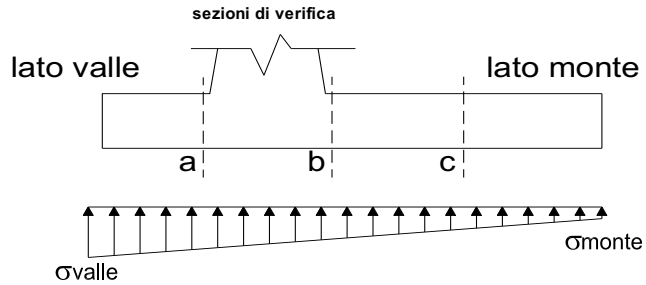 sezioni di verifica
lato valle
lato monte
a
b
c
σvalle
σmonte